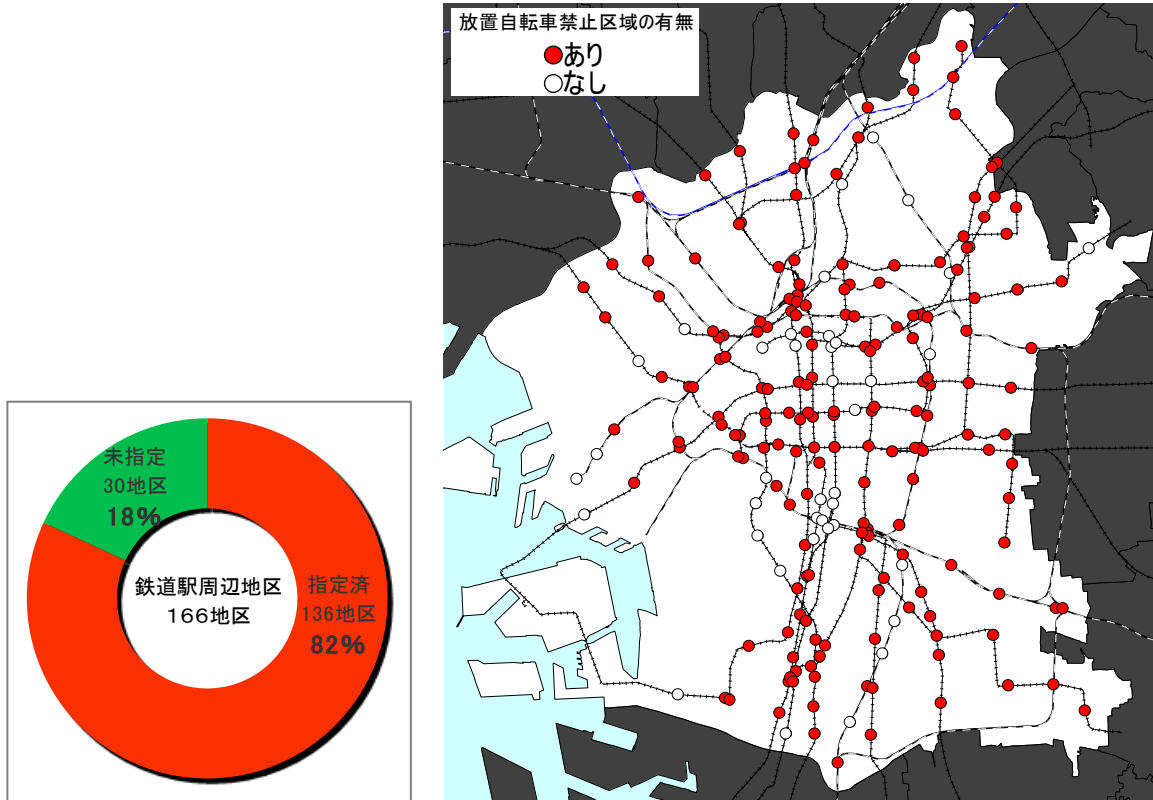 放置自転車禁止区域の有無
あり
なし
未指定
30地区
18%
鉄道駅周辺地区
166地区
指定済
136地区
82%